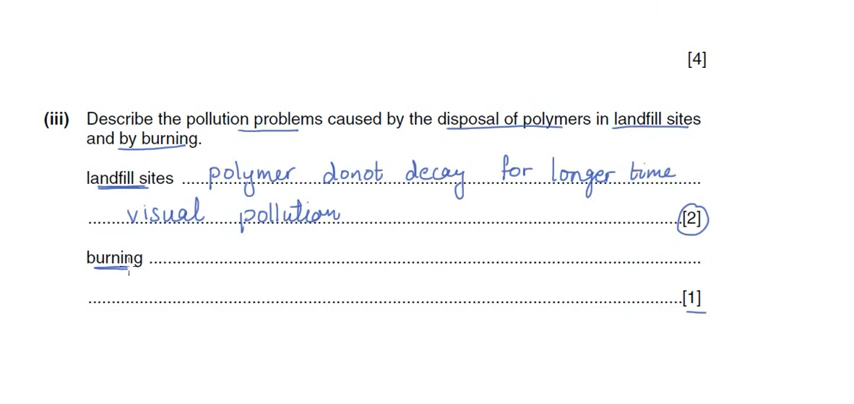 [4]
(iii) Describe the pollution problems caused by the disposal of polymers in landfill sites
and by burning.
landfill sites ....polymer donot decay for longer time....
....visual pollution....[2]
burning ....
....[1]